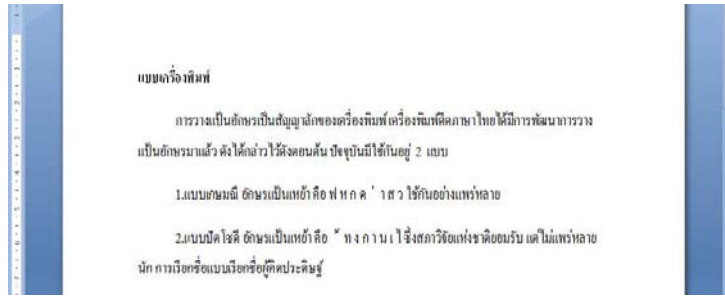 แบบเครื่องพิมพ์
การวางแป้นอักษรเป็นสัญญาลักของเครื่องพิมพ์ เครื่องพิมพ์ดีดภาษาไทยได้มีการพัฒนาการวาง
แป้นอักษรมาแล้ว ดังได้กล่าวไว้ดังตอนต้น ปัจจุบันมีใช้กันอยู่ 2 แบบ
1.แบบเกษมณี อักษรแป้นเหย้า คือ ฟ ห ก ด ่ า ส ว ใช้กันอย่างแพร่หลาย
2.แบบปัตโชติ อักษรแป้นเหย้า คือ ้ ท ง ก า น เ ไ ซึ่งสภาวิจัยแห่งชาติยอมรับ แต่ไม่แพร่หลาย
นัก การเรียกชื่อแบบเรียกชื่อผู้คิดประดิษฐ์